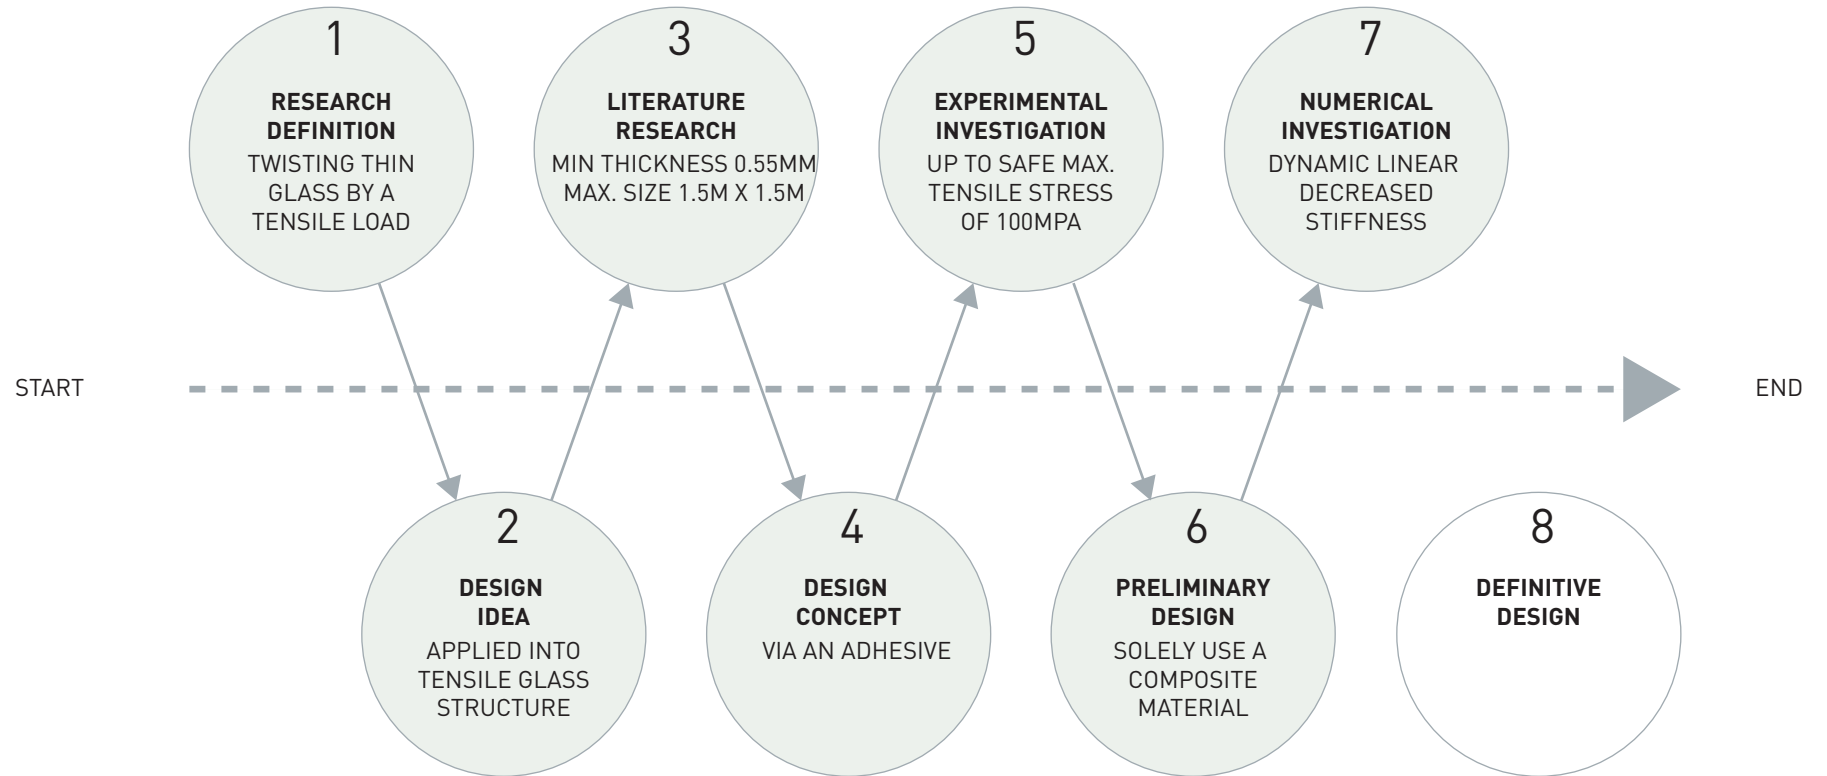 1
RESEARCH
DEFINITION
TWISTING THIN
GLASS BY A
TENSILE LOAD
3
LITERATURE
RESEARCH
MIN THICKNESS 0.55MM
MAX. SIZE 1.5M X 1.5M
5
EXPERIMENTAL
INVESTIGATION
UP TO SAFE MAX.
TENSILE STRESS
OF 100MPA
7
NUMERICAL
INVESTIGATION
DYNAMIC LINEAR
DECREASED
STIFFNESS
START
END
2
DESIGN
IDEA
APPLIED INTO
TENSILE GLASS
STRUCTURE
4
DESIGN
CONCEPT
VIA AN ADHESIVE
6
PRELIMINARY
DESIGN
SOLELY USE A
COMPOSITE
MATERIAL
8
DEFINITIVE
DESIGN